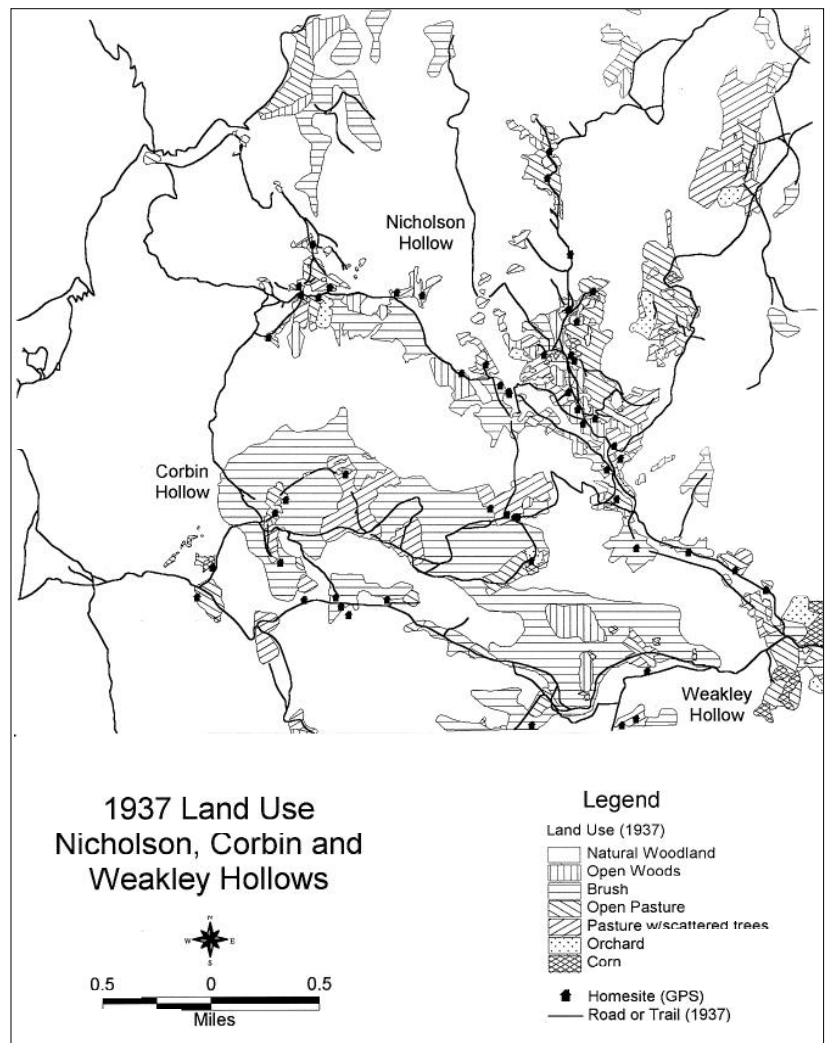 Nicholson
Hollow
Corbin
Hollow
Weakley
Hollow
1937 Land Use
Nicholson, Corbin and
Weakley Hollows
N
W E
S
0.5 0 0.5
Miles
Legend
Land Use (1937)
Natural Woodland
Open Woods
Brush
Open Pasture
Pasture w/scattered trees
Orchard
Corn
Homesite (GPS)
Road or Trail (1937)